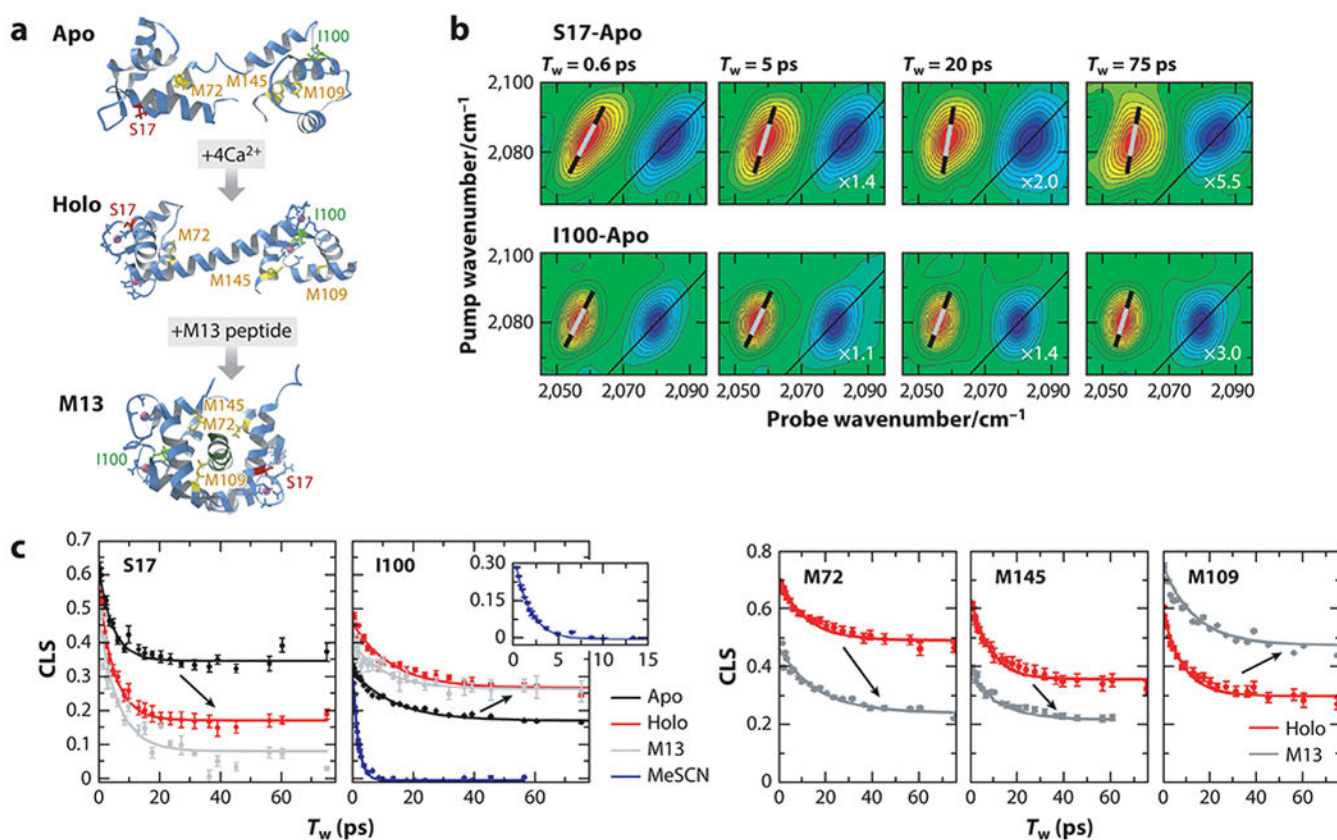 a
Apo
I100
M145
M72
M109
S17
+4Ca²⁺
Holo
S17
I100
M72
M145
M109
+M13 peptide
M13
M145
M72
I100
M109
S17
b
S17-Apo
T_w = 0.6 ps
T_w = 5 ps
T_w = 20 ps
T_w = 75 ps
2,100
2,080
×1.4
×2.0
×5.5
I100-Apo
2,100
2,080
×1.1
×1.4
×3.0
2,050 2,070 2,090
2,050 2,070 2,090
2,050 2,070 2,090
2,050 2,070 2,090
Pump wavenumber/cm⁻¹
Probe wavenumber/cm⁻¹
c
0.7
0.6
0.5
0.4
0.3
0.2
0.1
0
CLS
S17
0 20 40 60
I100
0.30
0.15
0
0 5 10 15
Apo
Holo
M13
MeSCN
0 20 40 60
T_w (ps)
0.8
0.6
0.4
0.2
0
CLS
M72
M145
M109
Holo
M13
0 20 40 60
0 20 40 60
0 20 40 60
T_w (ps)